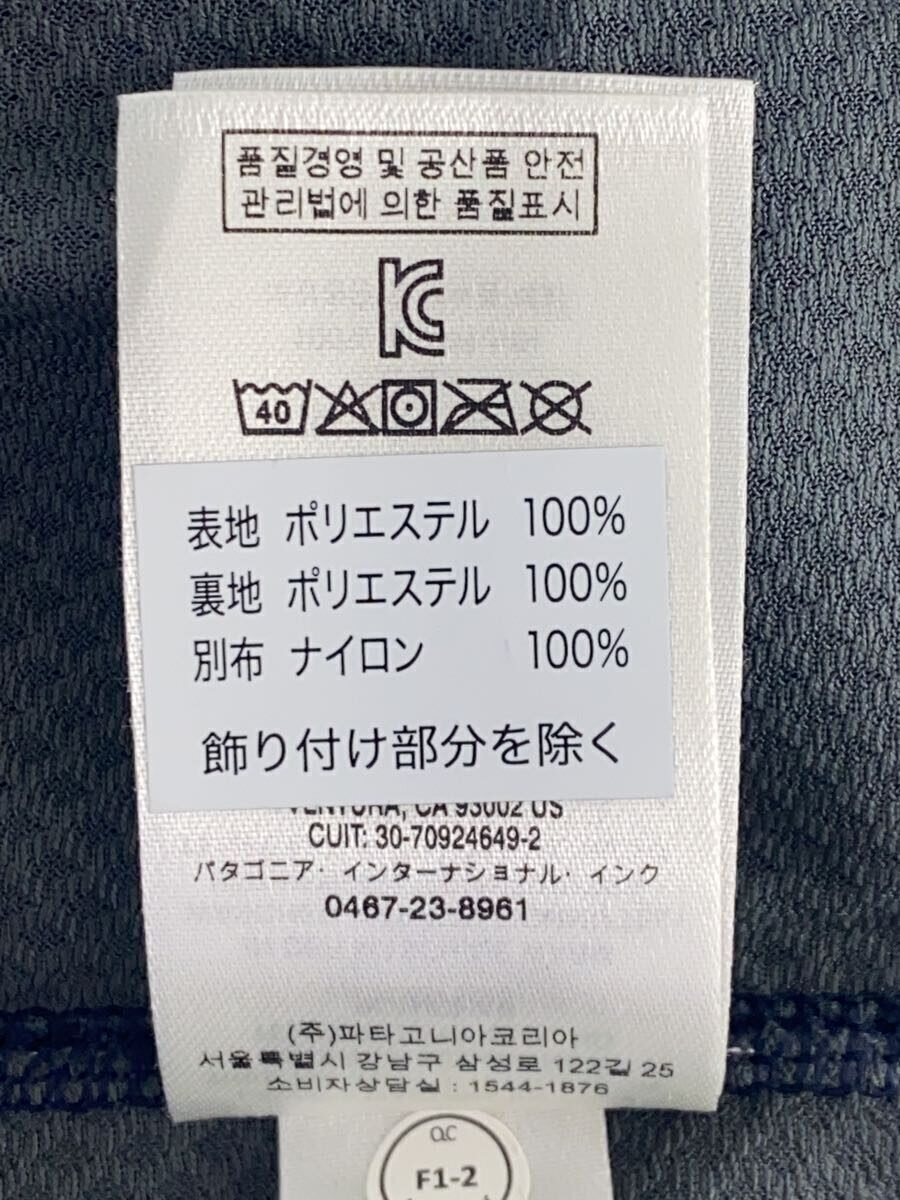 품질경영 및 공산품 안전
관리법에 의한 품질표시
KC
40
表地 ポリエステル 100%
裏地 ポリエステル 100%
別布 ナイロン 100%
飾り付け部分を除く
VENTURA, CA 93002 US
CUIT: 30-70924649-2
パタゴニア・インターナショナル・インク
0467-23-8961
(주)파타고니아코리아
서울특별시 강남구 삼성로 122길 25
소비자상담실 : 1544-1876
QC
F1-2